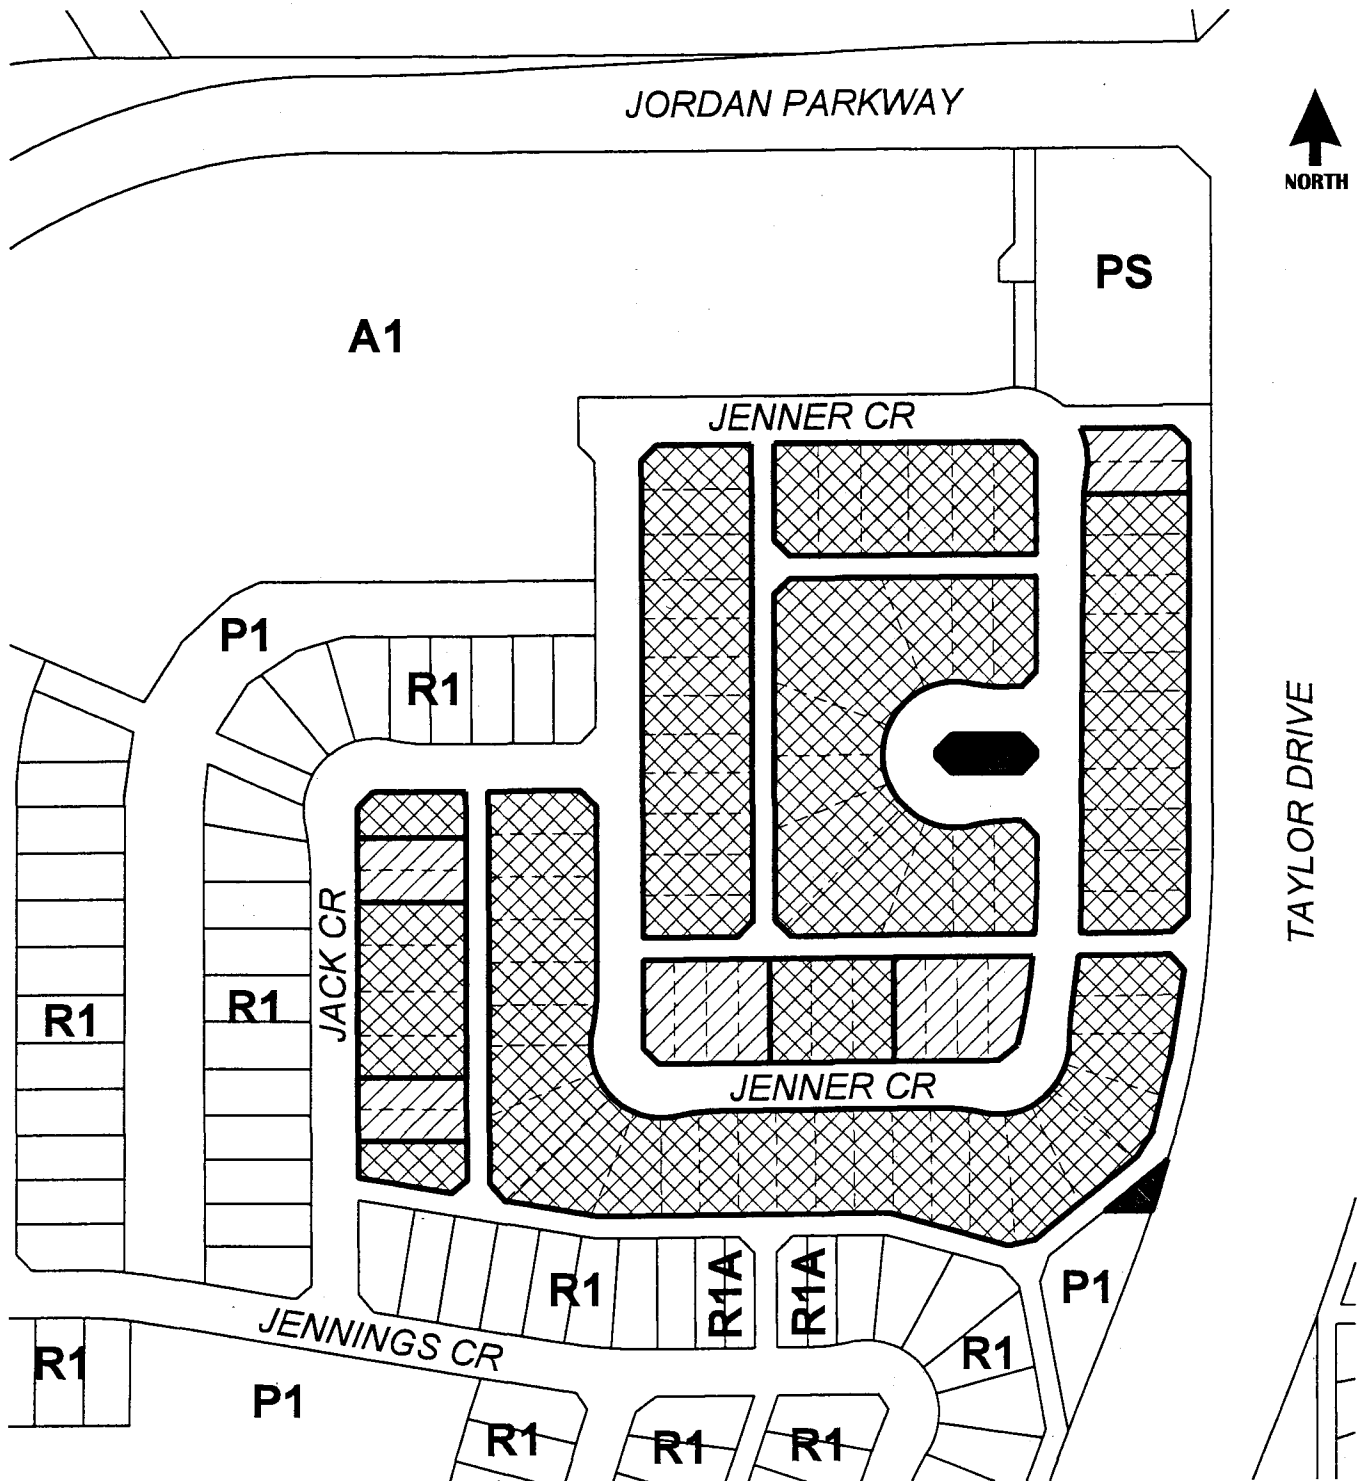 JORDAN PARKWAY
NORTH
PS
A1
JENNER CR
P1
R1
TAYLOR DRIVE
JACK CR
R1
R1
JENNER CR
R1
R1A
R1A
P1
JENNINGS CR
R1
R1
P1
R1
R1
R1